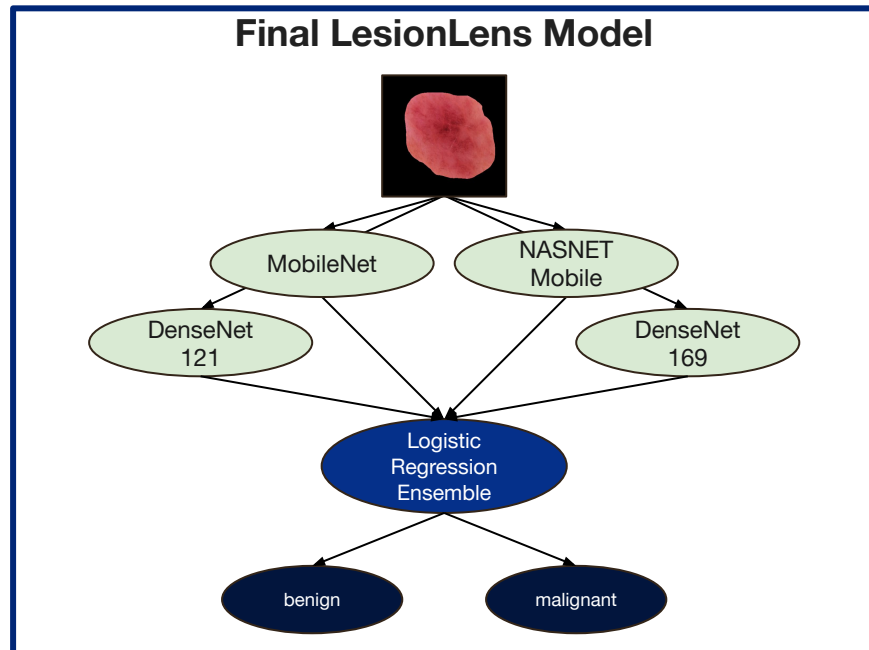 Final LesionLens Model
MobileNet
NASNET
Mobile
DenseNet
121
DenseNet
169
Logistic
Regression
Ensemble
benign
malignant